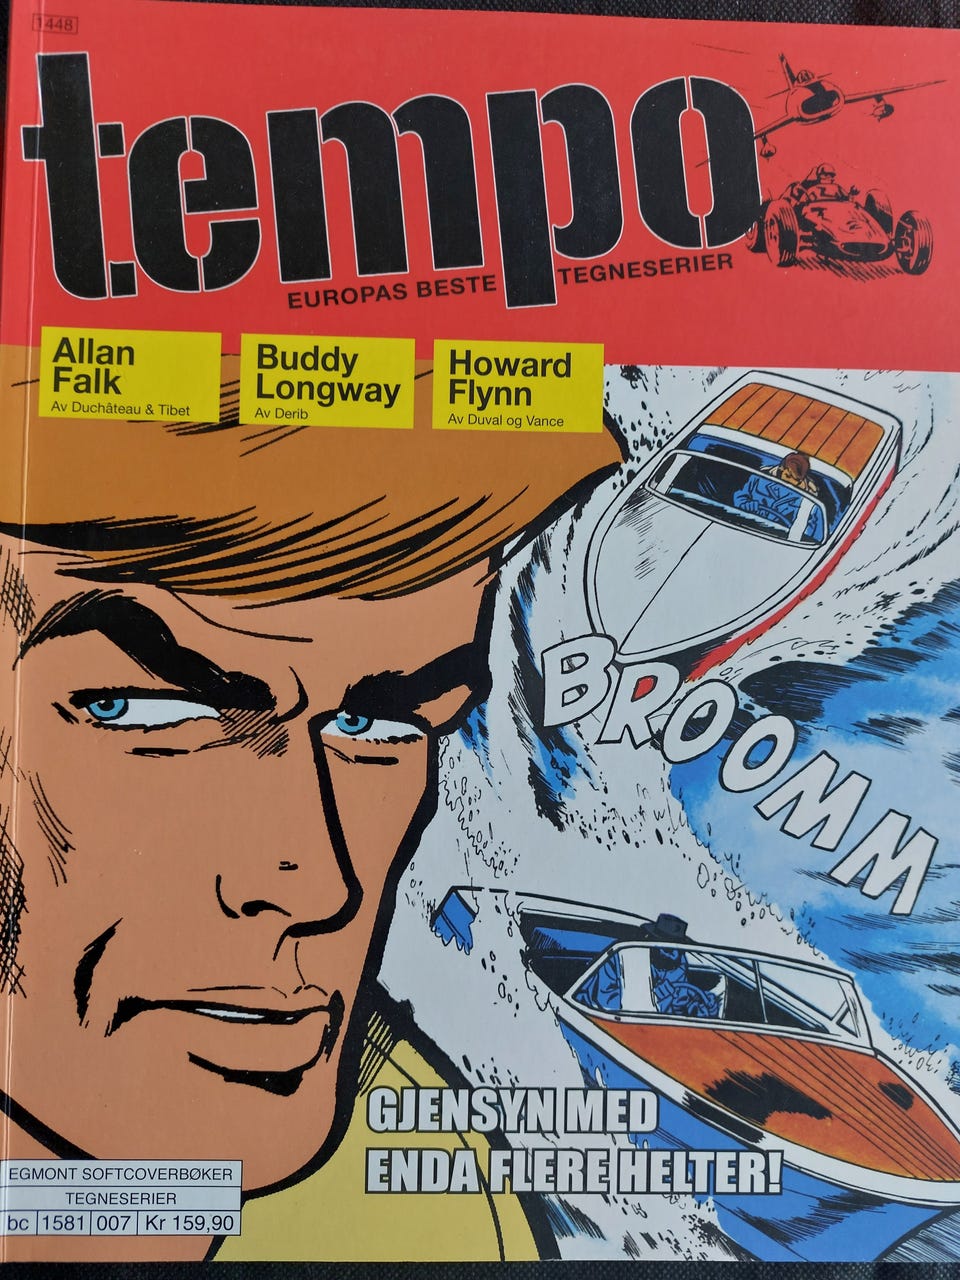 1448
tempo
EUROPAS BESTE TEGNESERIER
Allan
Falk
Av Duchâteau & Tibet
Buddy
Longway
Av Derib
Howard
Flynn
Av Duval og Vance
BROOMM
GJENSYN MED
ENDA FLERE HELTER!
EGMONT SOFTCOVERBØKER
TEGNESERIER
bc 1581 007 Kr 159,90